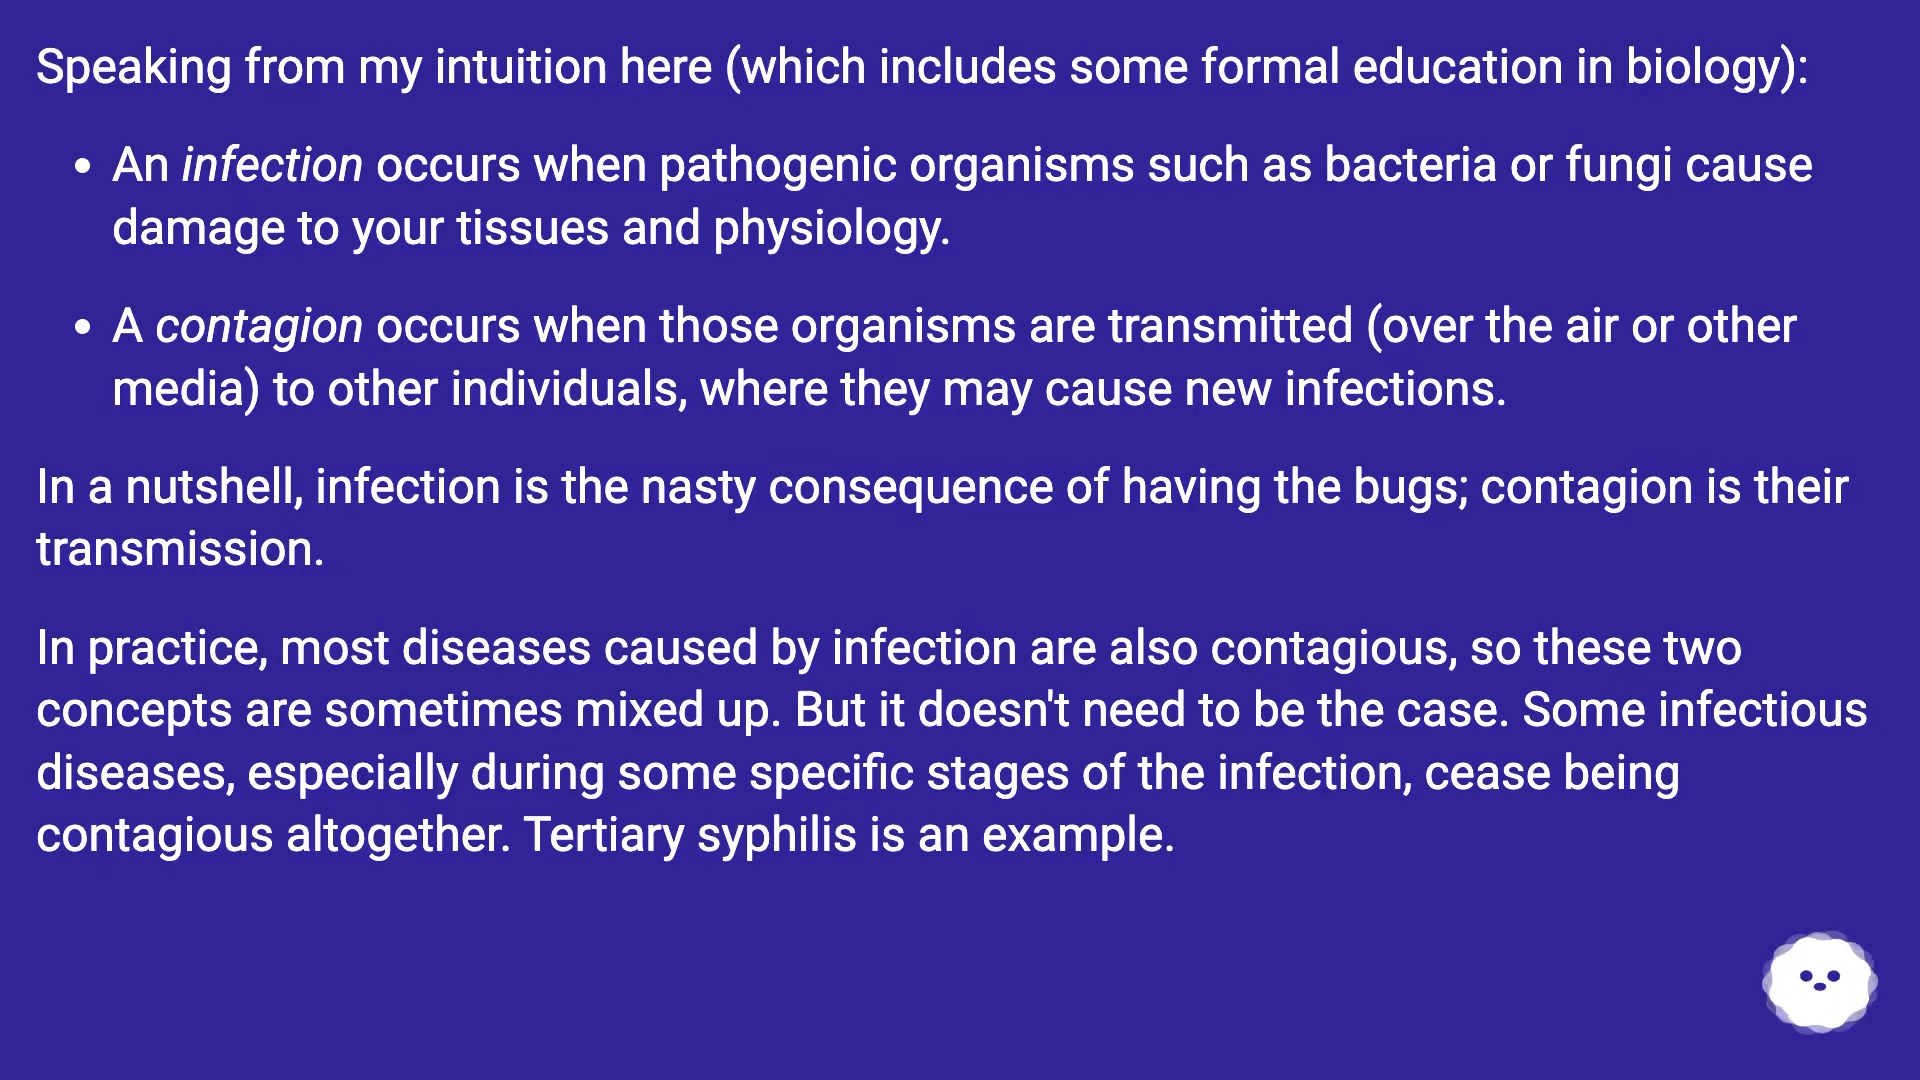 Speaking from my intuition here (which includes some formal education in biology):
• An infection occurs when pathogenic organisms such as bacteria or fungi cause
damage to your tissues and physiology.
• A contagion occurs when those organisms are transmitted (over the air or other
media) to other individuals, where they may cause new infections.
In a nutshell, infection is the nasty consequence of having the bugs; contagion is their
transmission.
In practice, most diseases caused by infection are also contagious, so these two
concepts are sometimes mixed up. But it doesn't need to be the case. Some infectious
diseases, especially during some specific stages of the infection, cease being
contagious altogether. Tertiary syphilis is an example.